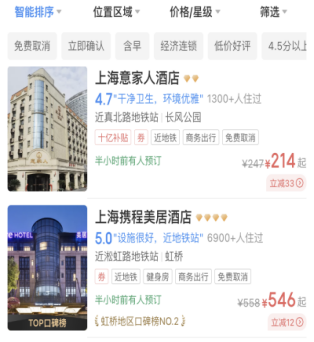 智能排序 位置区域 价格/星级 筛选
免费取消 立即确认 含早 经济连锁 低价好评 4.5分以上
上海意家人酒店
4.7 "干净卫生，环境优雅" 1300+人住过
近真北路地铁站 | 长风公园
十亿补贴 券 近地铁 商务出行 免费取消
半小时前有人预订 ¥247 ¥214起
立减33
HOTEL
TOP口碑榜
上海携程美居酒店
5.0 "设施很好，近地铁站" 6900+人住过
近淞虹路地铁站 | 虹桥
券 近地铁 健身房 商务出行 免费取消
半小时前有人预订 ¥558 ¥546起
虹桥地区口碑榜NO.2 立减12